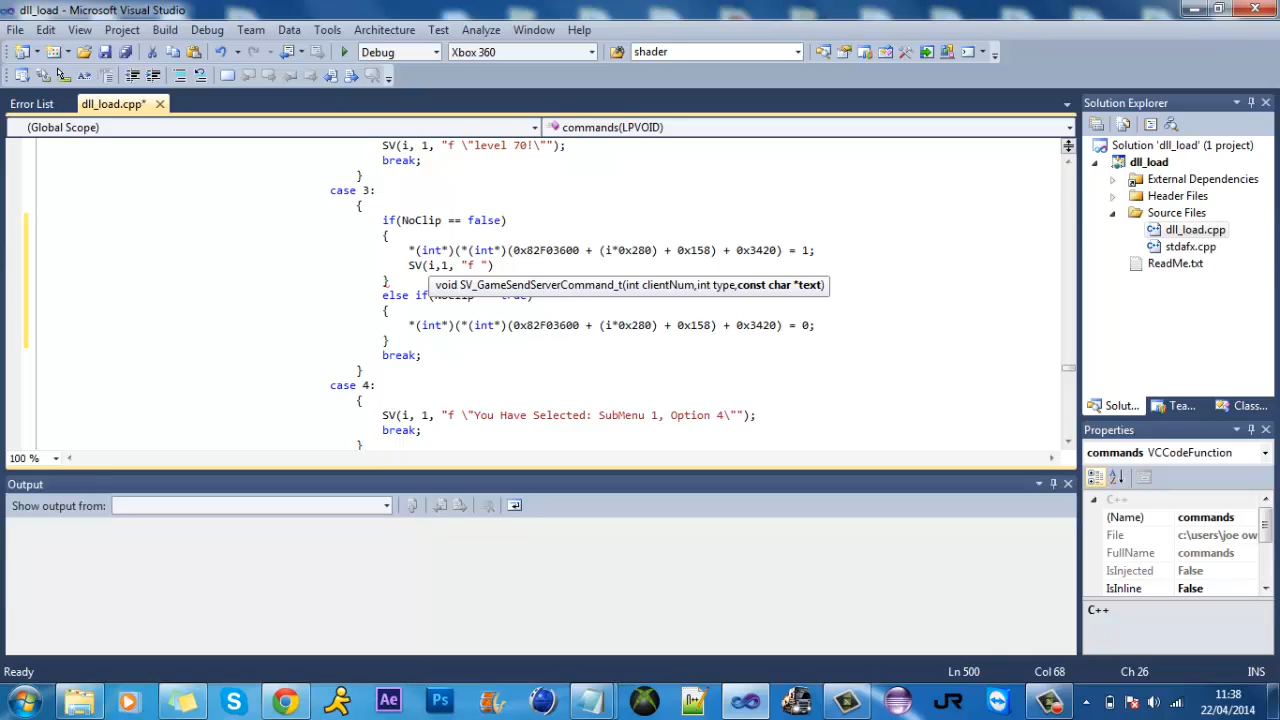 dll_load - Microsoft Visual Studio
File Edit View Project Build Debug Team Data Tools Architecture Test Analyze Window Help
Debug Xbox 360 shader
Error List dll_load.cpp*
(Global Scope) commands(LPVOID)
SV(i, 1, "f \"level 70!\"");
break;
}
case 3:
{
if(NoClip == false)
{
*(int*)(*(int*)(0x82F03600 + (i*0x280) + 0x158) + 0x3420) = 1;
SV(i,1, "f ")
}
void SV_GameSendServerCommand_t(int clientNum,int type,const char *text)
else if(
{
*(int*)(*(int*)(0x82F03600 + (i*0x280) + 0x158) + 0x3420) = 0;
}
break;
}
case 4:
{
SV(i, 1, "f \"You Have Selected: SubMenu 1, Option 4\"");
break;
}
100 %
Solution Explorer
Solution 'dll_load' (1 project)
dll_load
External Dependencies
Header Files
Source Files
dll_load.cpp
stdafx.cpp
ReadMe.txt
Solut... Tea... Class...
Properties
commands VCCodeFunction
C++
(Name) commands
File c:\users\joe ow
FullName commands
IsInjected False
IsInline False
C++
Output
Show output from:
Ready Ln 500 Col 68 Ch 26 INS
Ae Ps JR
11:38
22/04/2014